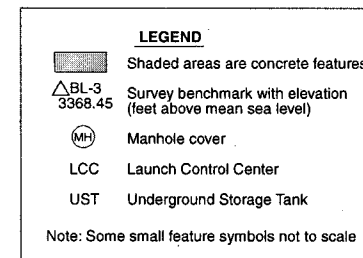 LEGEND
Shaded areas are concrete features
BL-3
3368.45
Survey benchmark with elevation
(feet above mean sea level)
MH Manhole cover
LCC Launch Control Center
UST Underground Storage Tank
Note: Some small feature symbols not to scale